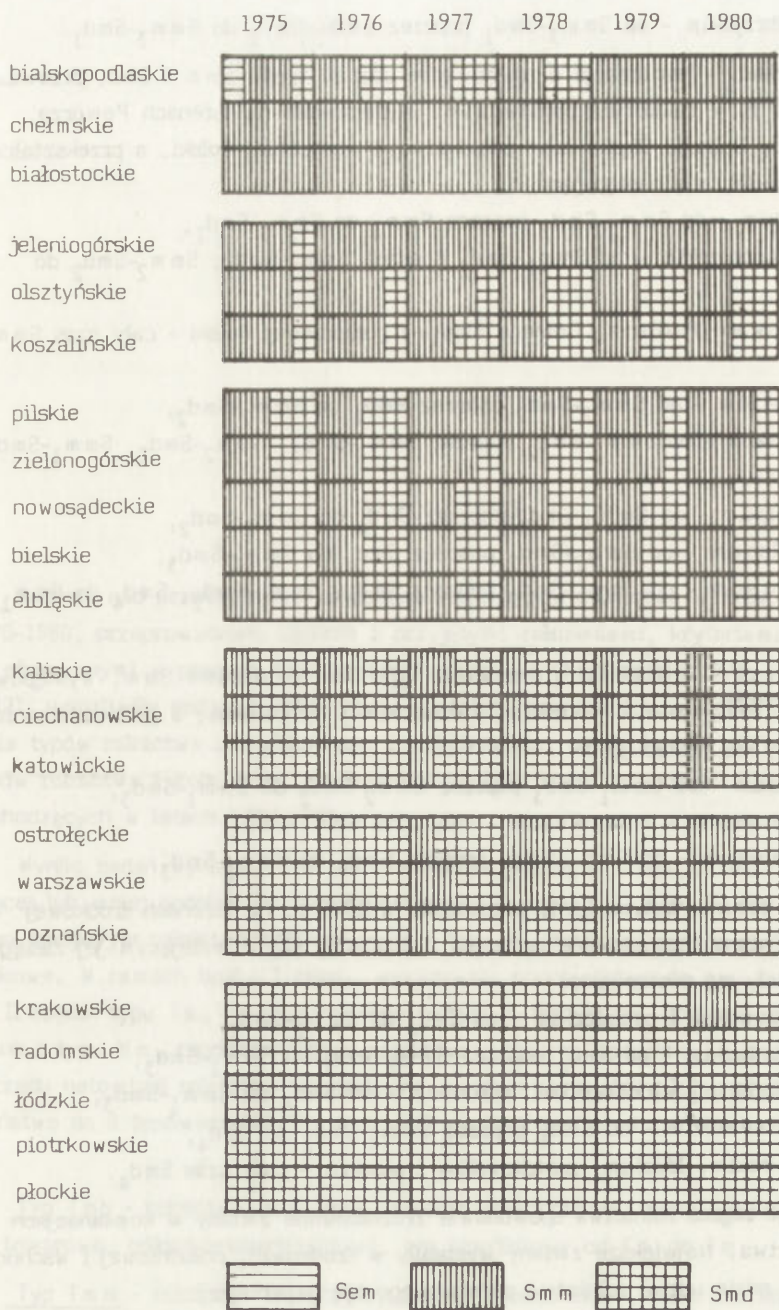 1975 1976 1977 1978 1979 1980
bialskopodlaskie
chełmskie
białostockie
jeleniogórskie
olsztyńskie
koszalińskie
pilskie
zielonogórskie
nowosądeckie
bielskie
elbląskie
kaliskie
ciechanowskie
katowickie
ostrołęckie
warszawskie
poznańskie
krakowskie
radomskie
łódzkie
piotrkowskie
płockie
Sem Smm Smd